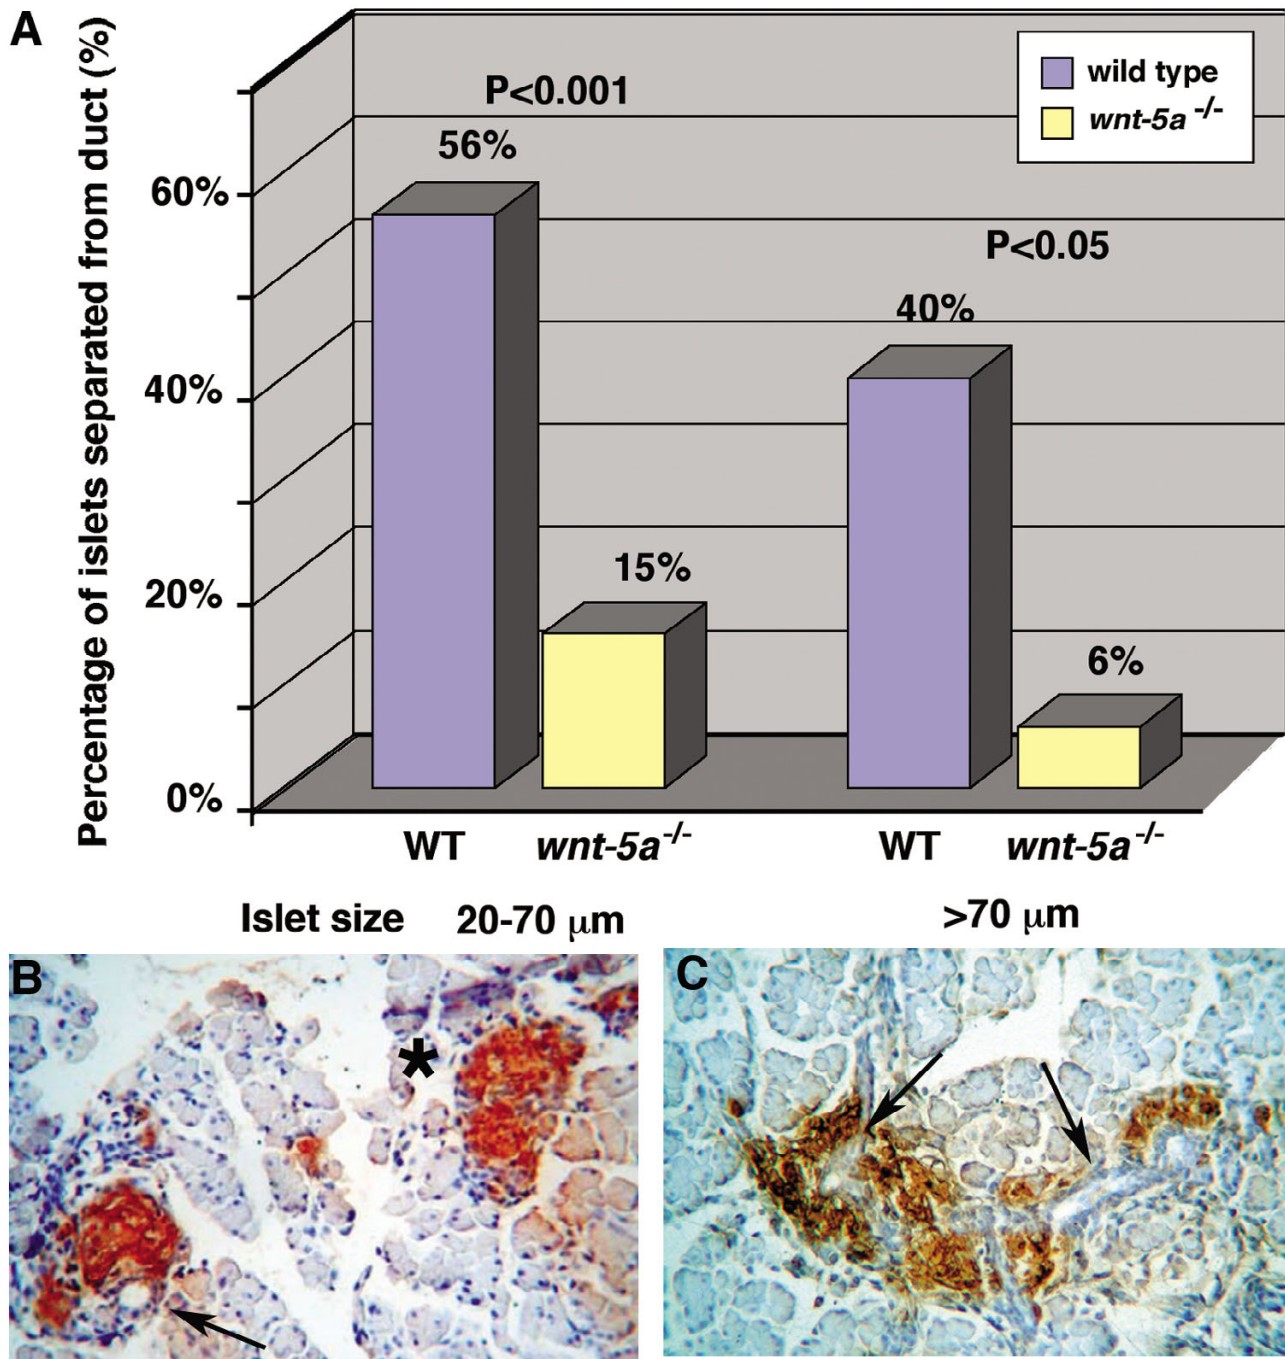 A
Percentage of islets separated from duct (%)
wild type
wnt-5a -/-
P<0.001
56%
P<0.05
40%
15%
6%
60%
40%
20%
0%
WT wnt-5a-/- WT wnt-5a-/-
Islet size 20-70 μm >70 μm
B
*
C